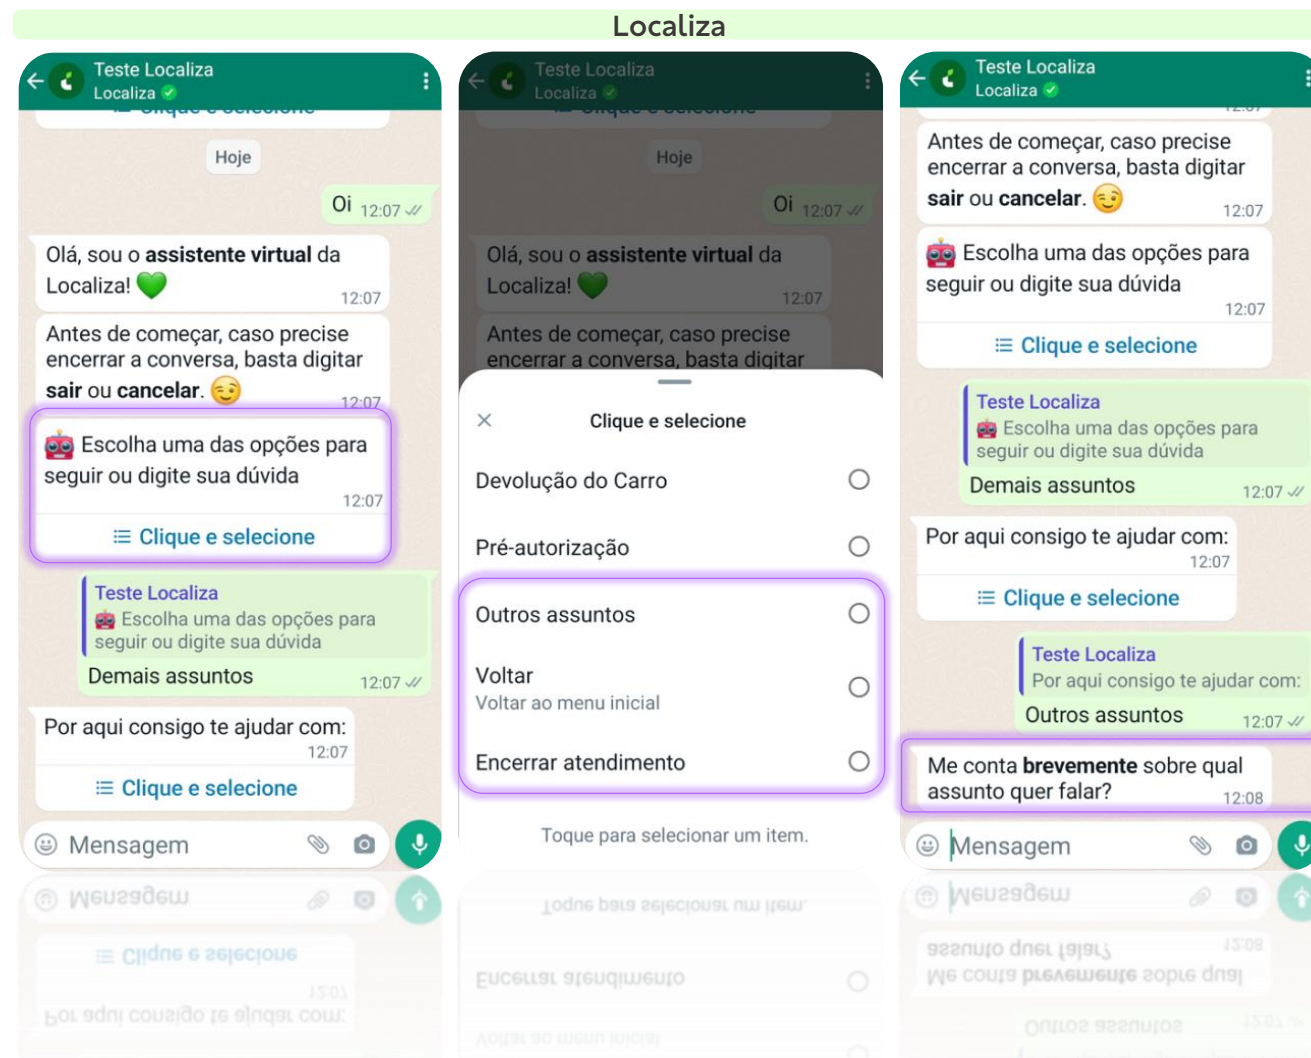 Localiza
Teste Localiza
Localiza
Clique e selecione
Hoje
Oi 12:07
Olá, sou o assistente virtual da
Localiza! 💚
12:07
Antes de começar, caso precise
encerrar a conversa, basta digitar
sair ou cancelar. 😉
12:07
🤖 Escolha uma das opções para
seguir ou digite sua dúvida
12:07
Clique e selecione
Teste Localiza
🤖 Escolha uma das opções para
seguir ou digite sua dúvida
Demais assuntos 12:07
Por aqui consigo te ajudar com:
12:07
Clique e selecione
Mensagem
Teste Localiza
Localiza
Clique e selecione
Hoje
Oi 12:07
Olá, sou o assistente virtual da
Localiza! 💚
12:07
Antes de começar, caso precise
encerrar a conversa, basta digitar
Clique e selecione
Devolução do Carro
Pré-autorização
Outros assuntos
Voltar
Voltar ao menu inicial
Encerrar atendimento
Toque para selecionar um item.
Teste Localiza
Localiza
12:07
Antes de começar, caso precise
encerrar a conversa, basta digitar
sair ou cancelar. 😉
12:07
🤖 Escolha uma das opções para
seguir ou digite sua dúvida
12:07
Clique e selecione
Teste Localiza
🤖 Escolha uma das opções para
seguir ou digite sua dúvida
Demais assuntos 12:07
Por aqui consigo te ajudar com:
12:07
Clique e selecione
Teste Localiza
Por aqui consigo te ajudar com:
Outros assuntos 12:07
Me conta brevemente sobre qual
assunto quer falar?
12:08
Mensagem